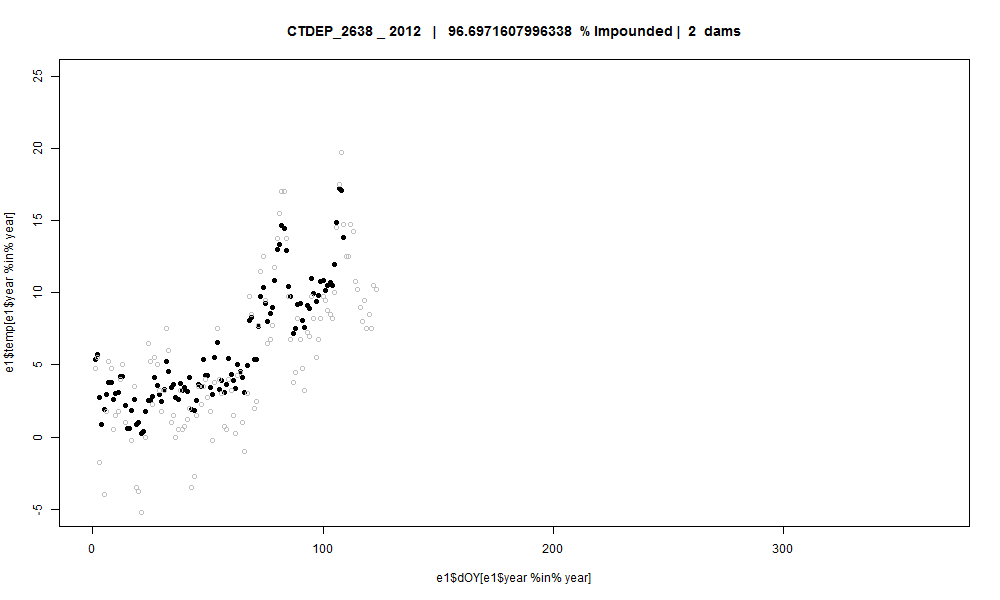 CTDEP_2638 _ 2012 | 96.6971607996338 % Impounded | 2 dams
25
20
15
10
5
0
-5
e1$temp[e1$year %in% year]
0 100 200 300
e1$dOY[e1$year %in% year]